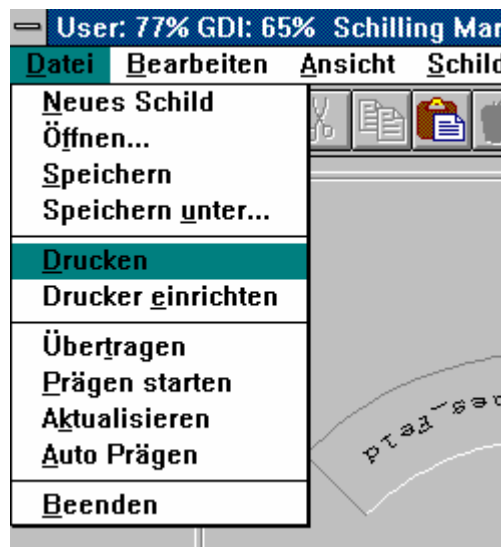 User: 77% GDI: 65% Schilling Mar
Datei Bearbeiten Ansicht Schild
Neues Schild
Öffnen...
Speichern
Speichern unter...
Drucken
Drucker einrichten
Übertragen
Prägen starten
Aktualisieren
Auto Prägen
Beenden